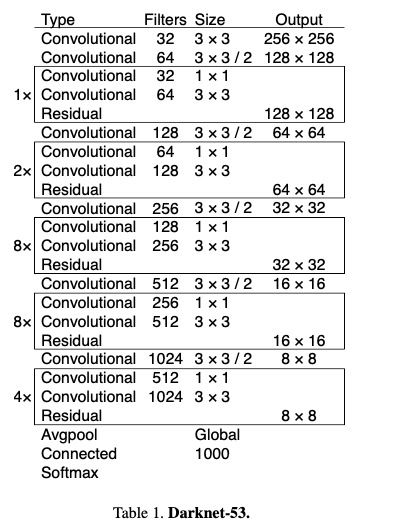 Type Filters Size Output
Convolutional 32 3 × 3 256 × 256
Convolutional 64 3 × 3 / 2 128 × 128
Convolutional 32 1 × 1
1× Convolutional 64 3 × 3
Residual 128 × 128
Convolutional 128 3 × 3 / 2 64 × 64
Convolutional 64 1 × 1
2× Convolutional 128 3 × 3
Residual 64 × 64
Convolutional 256 3 × 3 / 2 32 × 32
Convolutional 128 1 × 1
8× Convolutional 256 3 × 3
Residual 32 × 32
Convolutional 512 3 × 3 / 2 16 × 16
Convolutional 256 1 × 1
8× Convolutional 512 3 × 3
Residual 16 × 16
Convolutional 1024 3 × 3 / 2 8 × 8
Convolutional 512 1 × 1
4× Convolutional 1024 3 × 3
Residual 8 × 8
Avgpool Global
Connected 1000
Softmax
Table 1. Darknet-53.